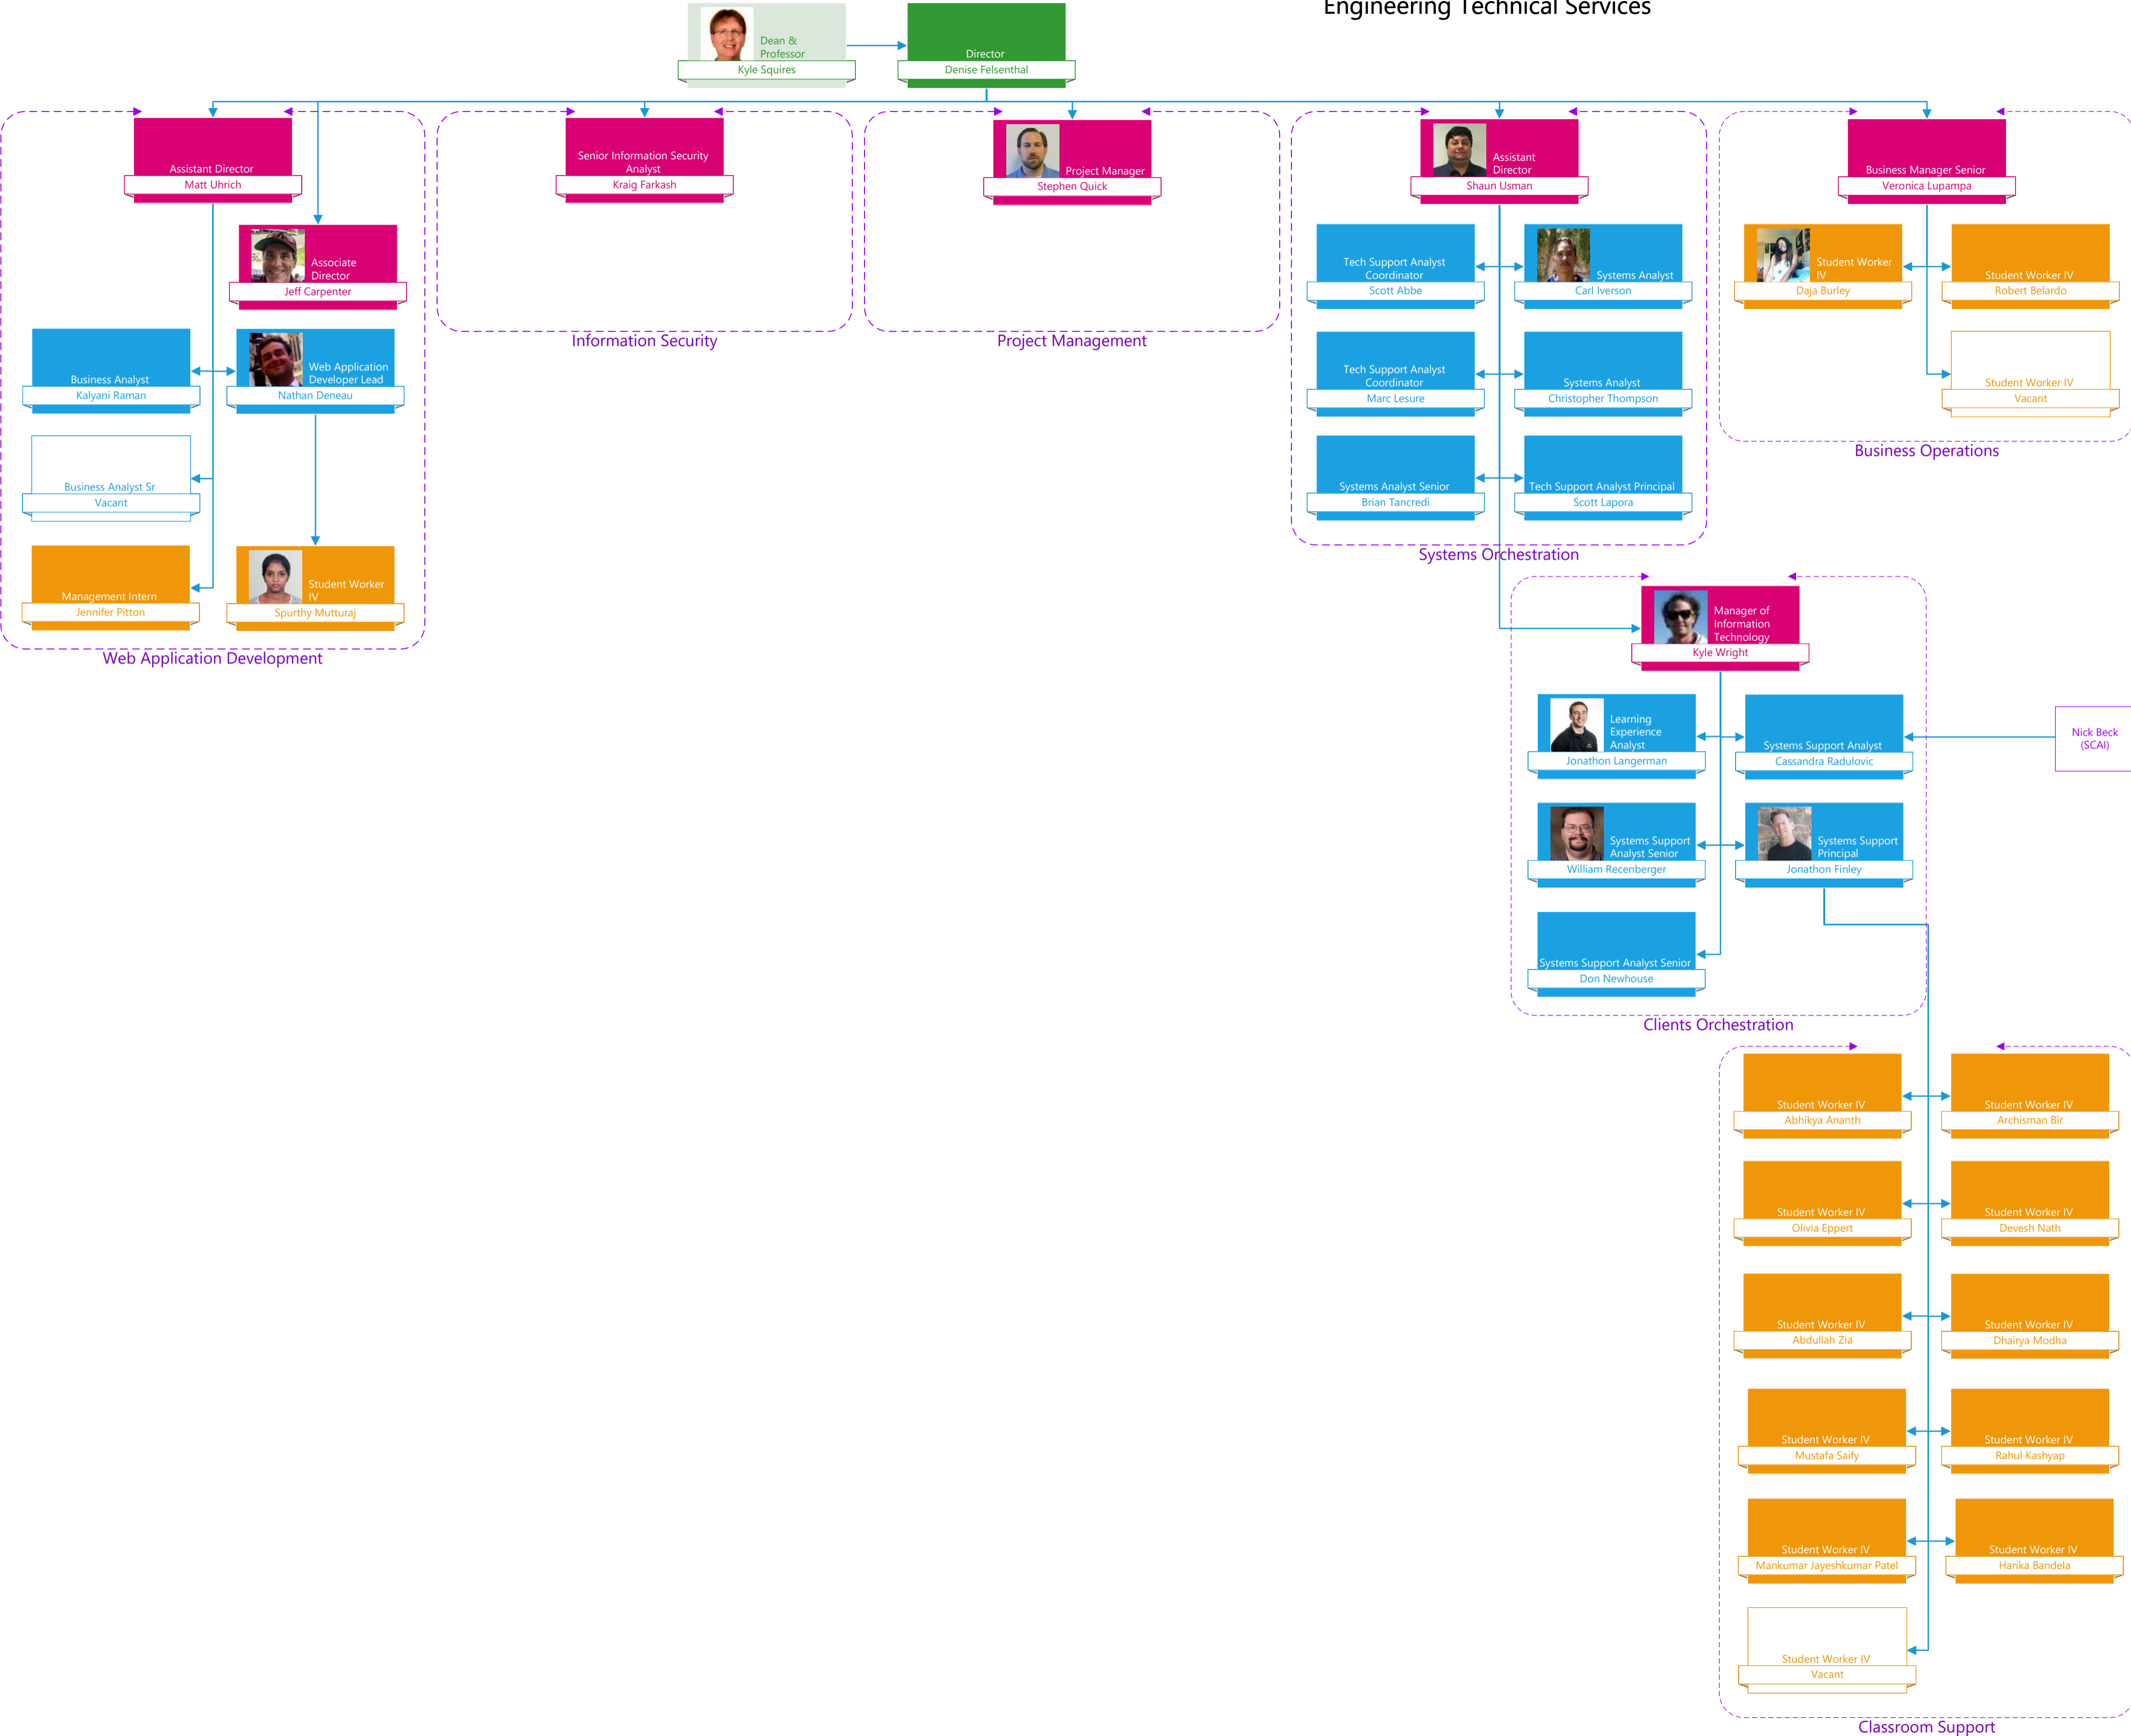 Engineering Technical Services
Dean &
Professor
Kyle Squires
Director
Denise Felsenthal
Assistant Director
Matt Uhrich
Associate
Director
Jeff Carpenter
Business Analyst
Kalyani Raman
Web Application
Developer Lead
Nathan Deneau
Business Analyst Sr
Vacant
Management Intern
Jennifer Pitton
Student Worker
IV
Spurthy Mutturaj
Web Application Development
Senior Information Security
Analyst
Kraig Farkash
Information Security
Project Manager
Stephen Quick
Project Management
Assistant
Director
Shaun Usman
Tech Support Analyst
Coordinator
Scott Abbe
Systems Analyst
Carl Iverson
Tech Support Analyst
Coordinator
Marc Lesure
Systems Analyst
Christopher Thompson
Systems Analyst Senior
Brian Tancredi
Tech Support Analyst Principal
Scott Lapora
Systems Orchestration
Business Manager Senior
Veronica Lupampa
Student Worker
IV
Daja Burley
Student Worker IV
Robert Belardo
Student Worker IV
Vacant
Business Operations
Manager of
Information
Technology
Kyle Wright
Learning
Experience
Analyst
Jonathon Langerman
Systems Support Analyst
Cassandra Radulovic
Nick Beck
(SCAI)
Systems Support
Analyst Senior
William Recenberger
Systems Support
Principal
Jonathon Finley
Systems Support Analyst Senior
Don Newhouse
Clients Orchestration
Student Worker IV
Abhikya Ananth
Student Worker IV
Archisman Bir
Student Worker IV
Olivia Eppert
Student Worker IV
Devesh Nath
Student Worker IV
Abdullah Zia
Student Worker IV
Dhairya Modha
Student Worker IV
Mustafa Saify
Student Worker IV
Rahul Kashyap
Student Worker IV
Mankumar Jayeshkumar Patel
Student Worker IV
Harika Bandela
Student Worker IV
Vacant
Classroom Support